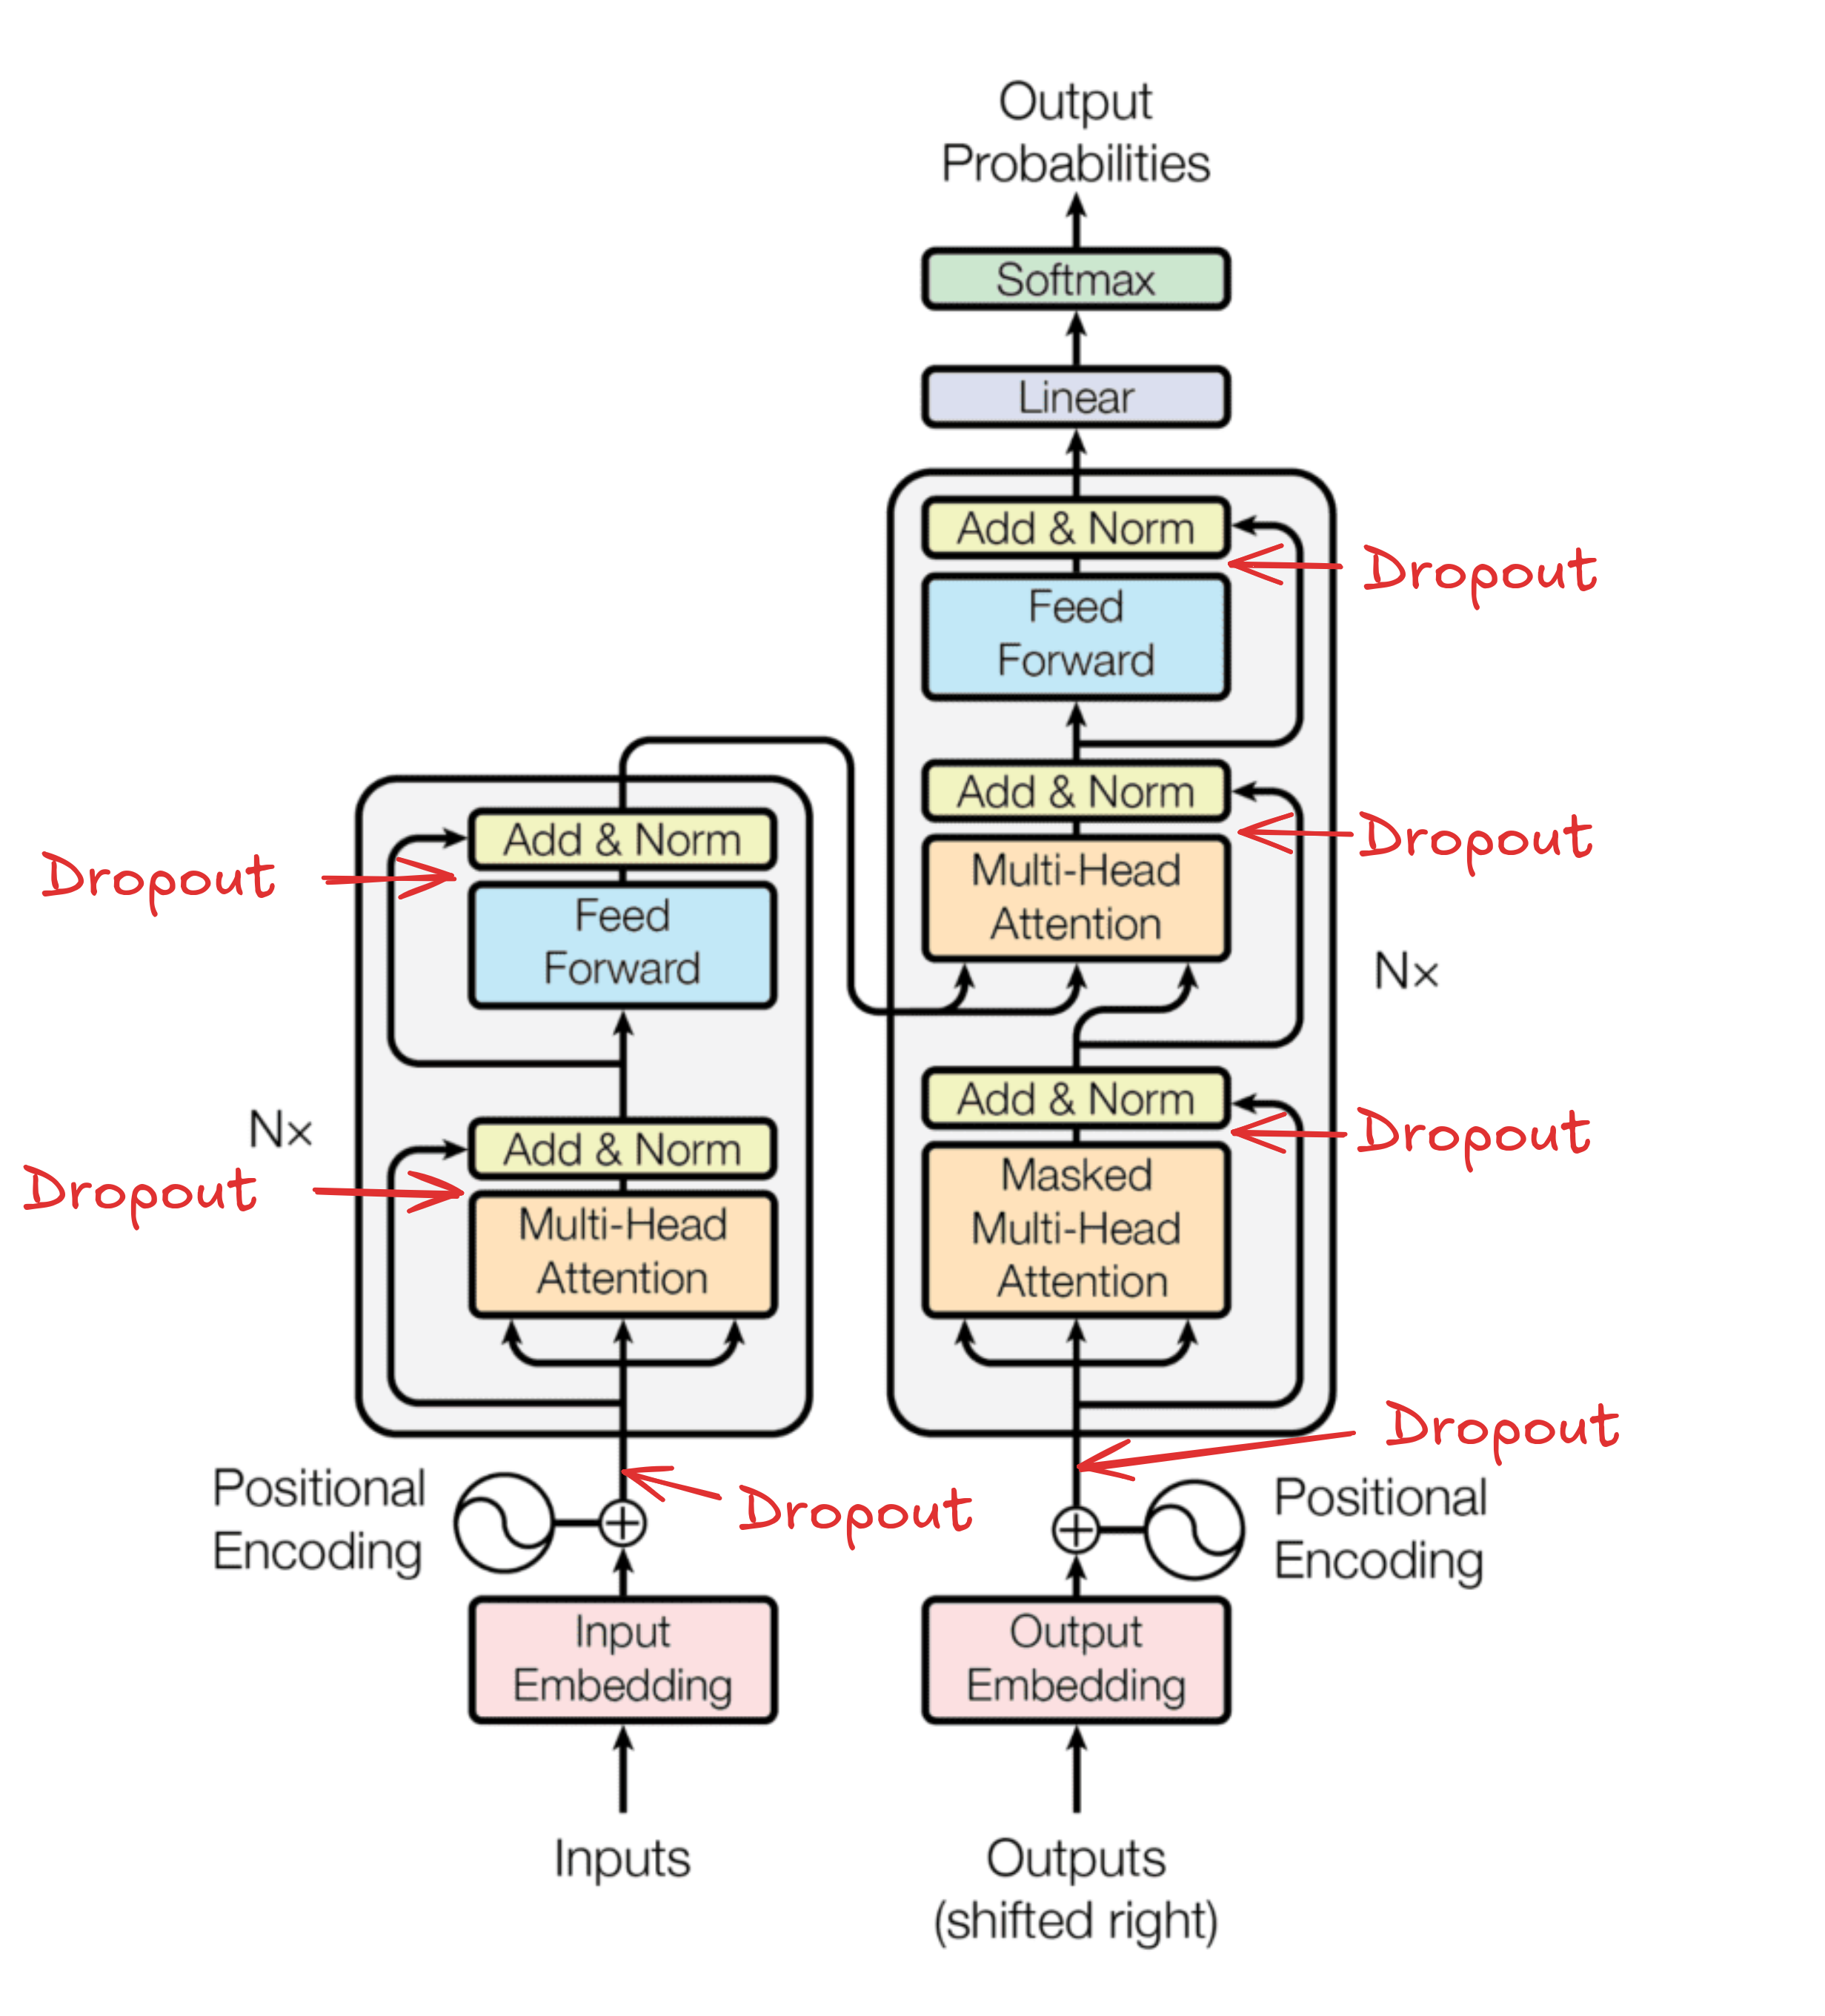 Output
Probabilities
Softmax
Linear
Add & Norm
Dropout
Feed
Forward
Add & Norm
Dropout
Multi-Head
Attention
Nx
Add & Norm
Dropout
Masked
Multi-Head
Attention
Dropout
Positional
Encoding
Output
Embedding
Outputs
(shifted right)
Add & Norm
Dropout
Feed
Forward
Nx
Add & Norm
Dropout
Multi-Head
Attention
Dropout
Positional
Encoding
Input
Embedding
Inputs